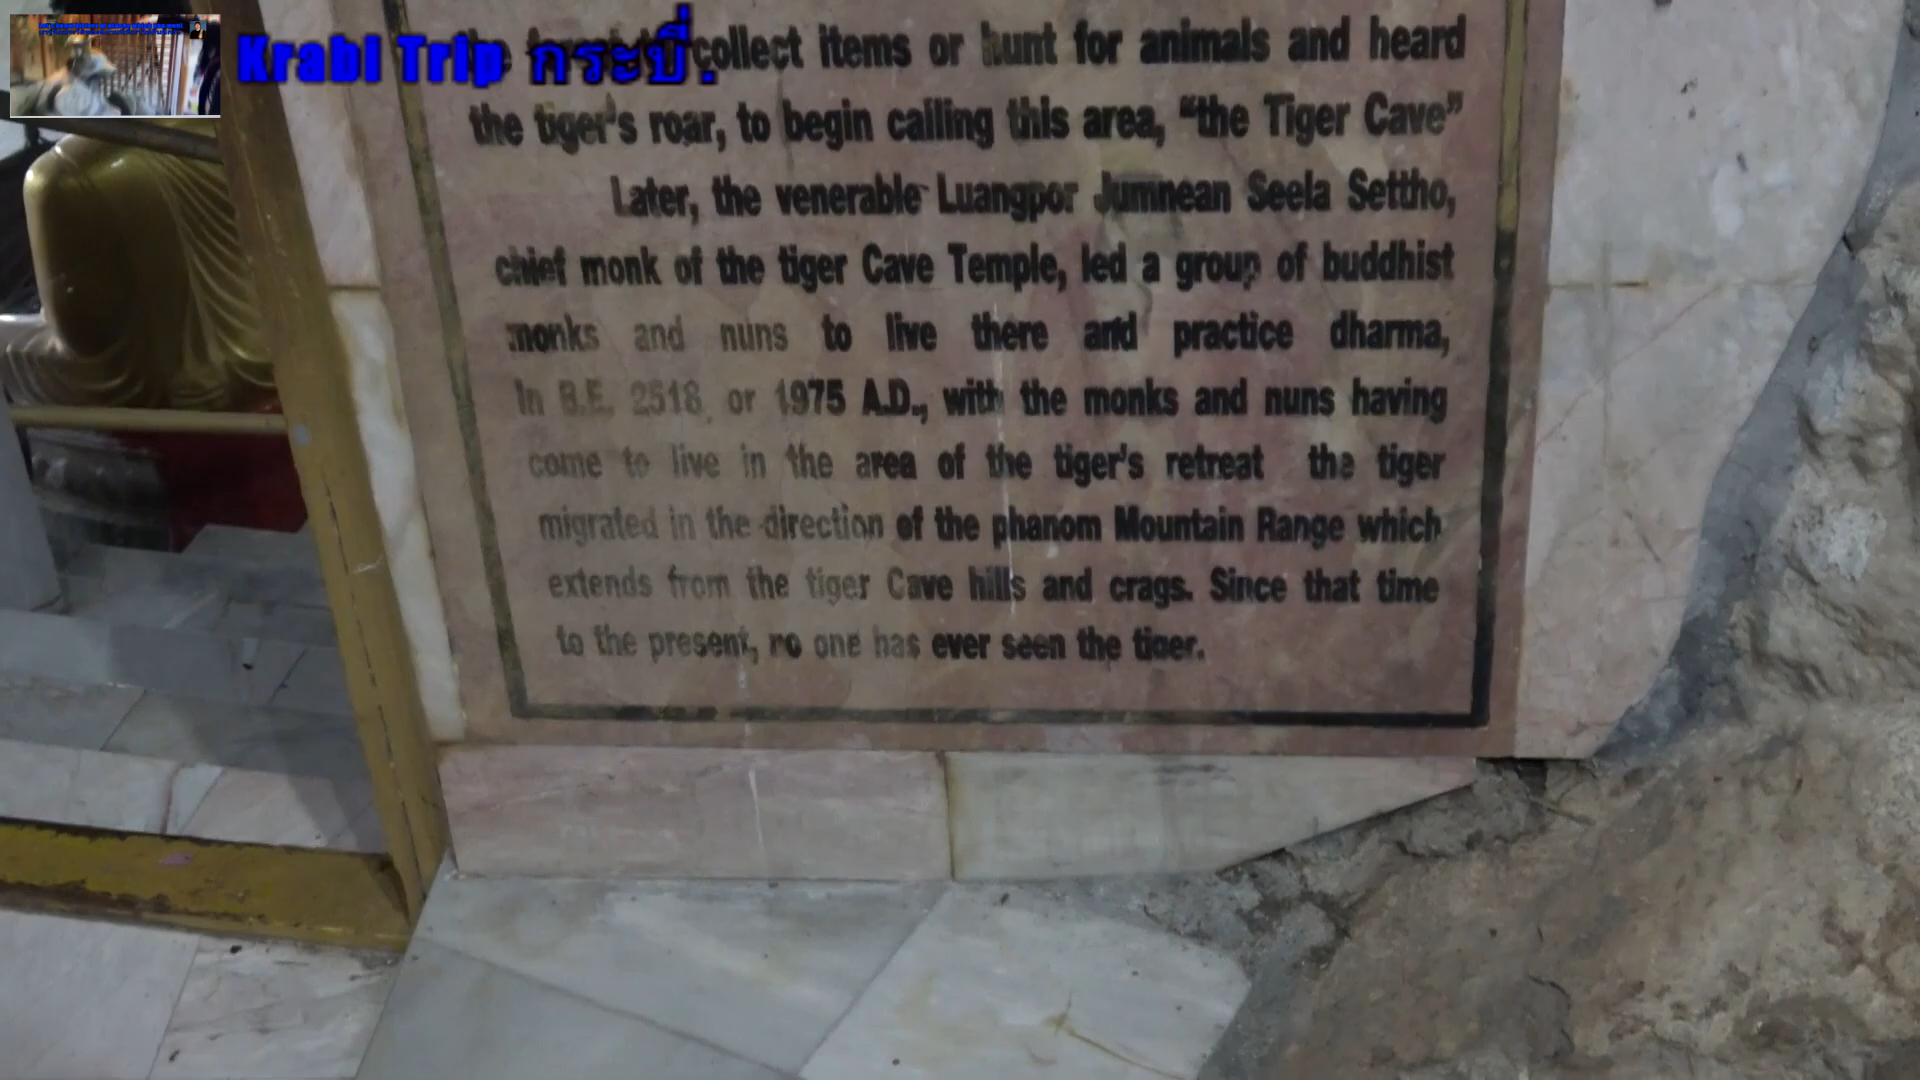 Krabi Trip กระบี่.
collect items or hunt for animals and heard
the tiger's roar, to begin calling this area, “the Tiger Cave”
Later, the venerable Luangpor Jumnean Seela Settho,
chief monk of the tiger Cave Temple, led a group of buddhist
monks and nuns to live there and practice dharma,
In B.E. 2518 or 1975 A.D., with the monks and nuns having
come to live in the area of the tiger's retreat the tiger
migrated in the direction of the phanom Mountain Range which
extends from the tiger Cave hills and crags. Since that time
to the present, no one has ever seen the tiger.